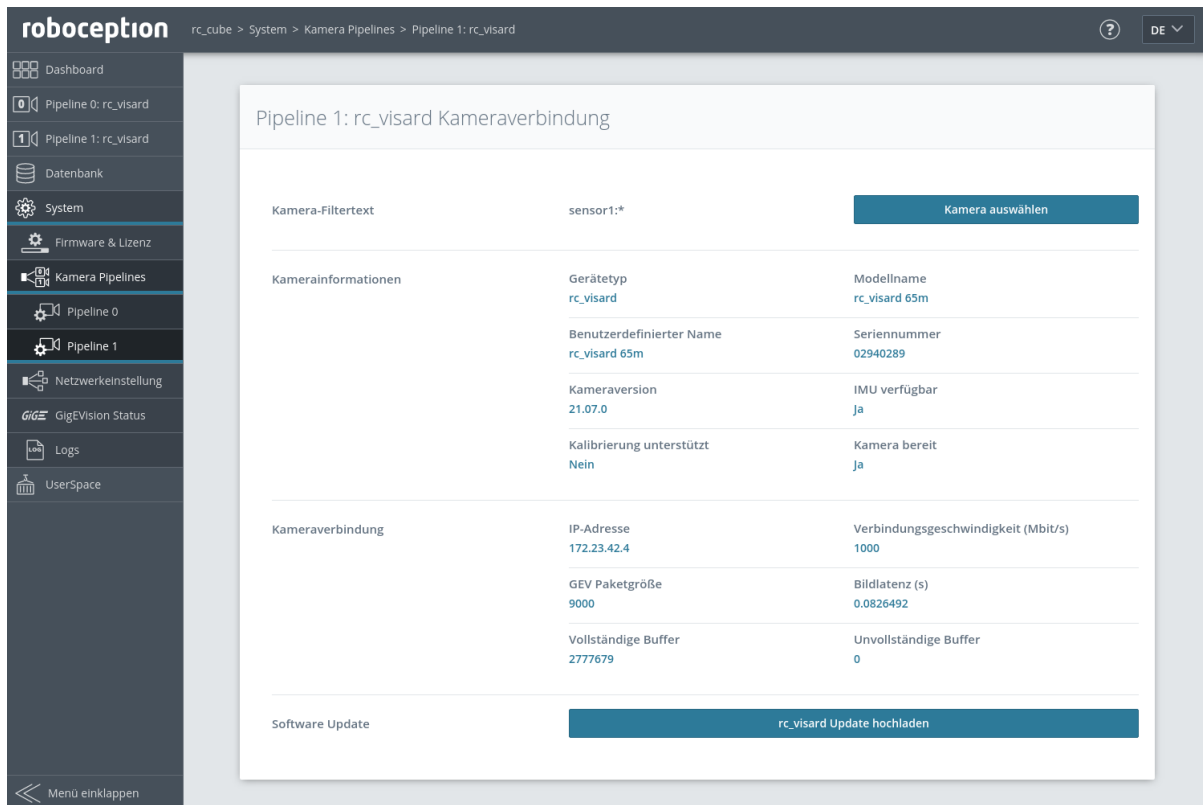 roboception
rc_cube > System > Kamera Pipelines > Pipeline 1: rc_visard
?
DE
Dashboard
0 Pipeline 0: rc_visard
1 Pipeline 1: rc_visard
Datenbank
System
Firmware & Lizenz
0
1
Kamera Pipelines
Pipeline 0
Pipeline 1
Netzwerkeinstellung
GIGE GigEVision Status
LOG Logs
UserSpace
Menü einklappen
Pipeline 1: rc_visard Kameraverbindung
Kamera-Filtertext
sensor1:*
Kamera auswählen
Kamerainformationen
Gerätetyp
rc_visard
Modellname
rc_visard 65m
Benutzerdefinierter Name
rc_visard 65m
Seriennummer
02940289
Kameraversion
21.07.0
IMU verfügbar
Ja
Kalibrierung unterstützt
Nein
Kamera bereit
Ja
Kameraverbindung
IP-Adresse
172.23.42.4
Verbindungsgeschwindigkeit (Mbit/s)
1000
GEV Paketgröße
9000
Bildlatenz (s)
0.0826492
Vollständige Buffer
2777679
Unvollständige Buffer
0
Software Update
rc_visard Update hochladen